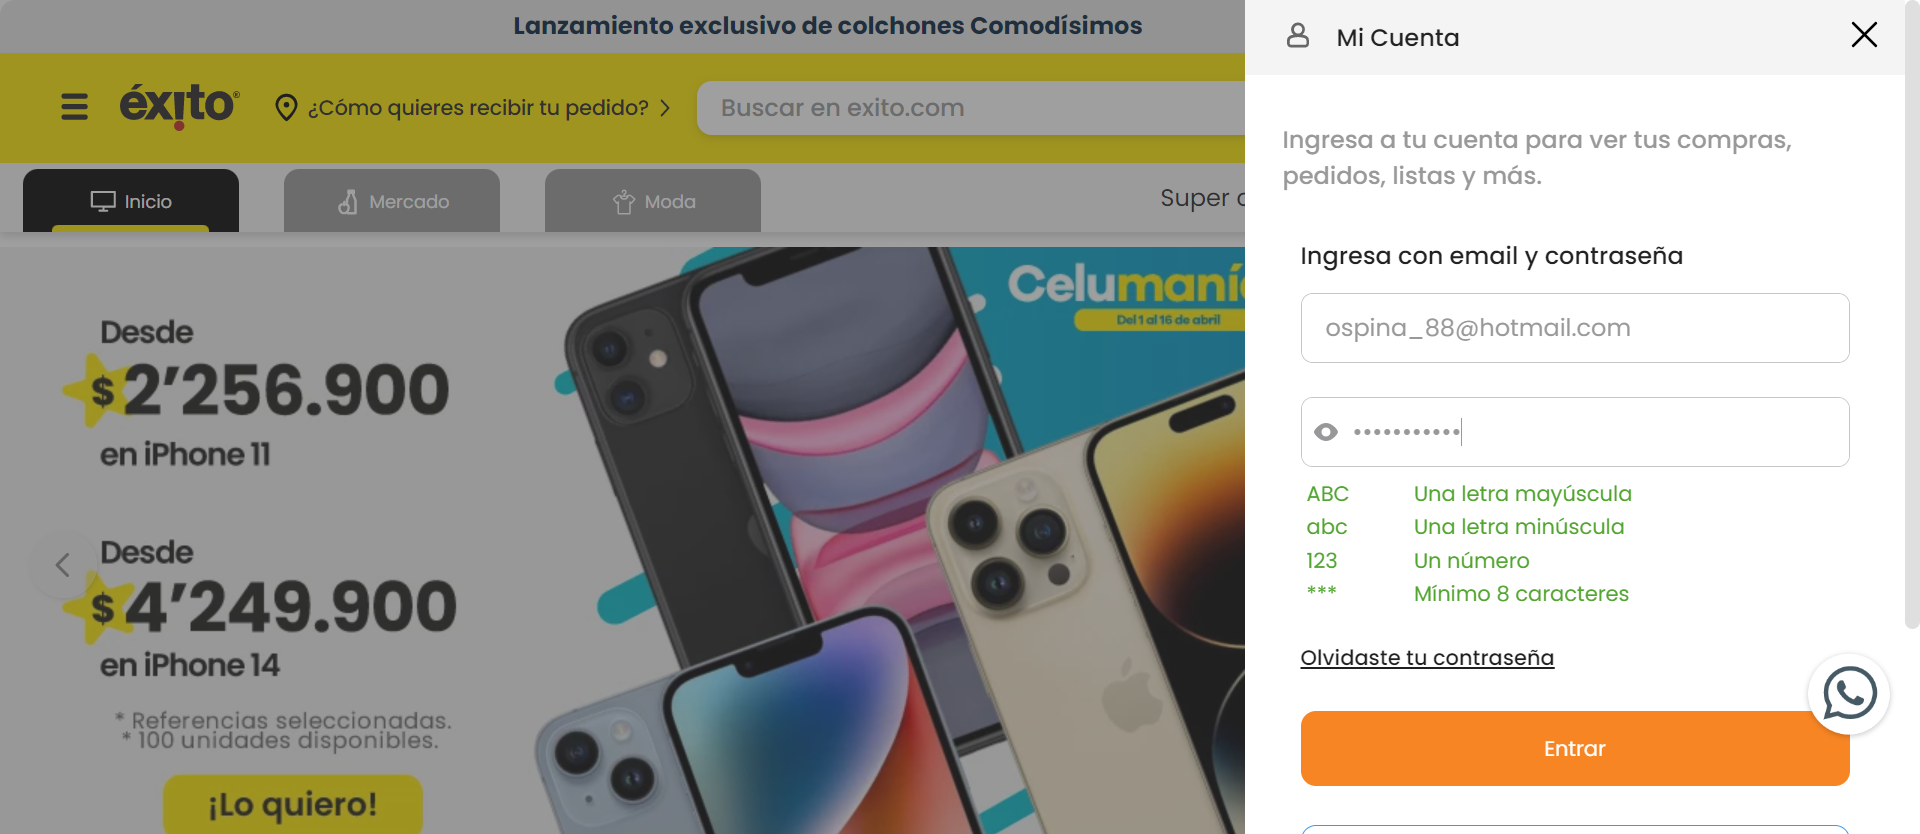 Lanzamiento exclusivo de colchones Comodísimos
éxito®
¿Cómo quieres recibir tu pedido?
Buscar en exito.com
Inicio
Mercado
Moda
Super
Desde
$ 2’256.900
en iPhone 11
Desde
$ 4’249.900
en iPhone 14
* Referencias seleccionadas.
* 100 unidades disponibles.
¡Lo quiero!
Celumanía
Del 1 al 16 de abril
Mi Cuenta
Ingresa a tu cuenta para ver tus compras,
pedidos, listas y más.
Ingresa con email y contraseña
ospina_88@hotmail.com
•••••••••••
ABC Una letra mayúscula
abc Una letra minúscula
123 Un número
*** Mínimo 8 caracteres
Olvidaste tu contraseña
Entrar